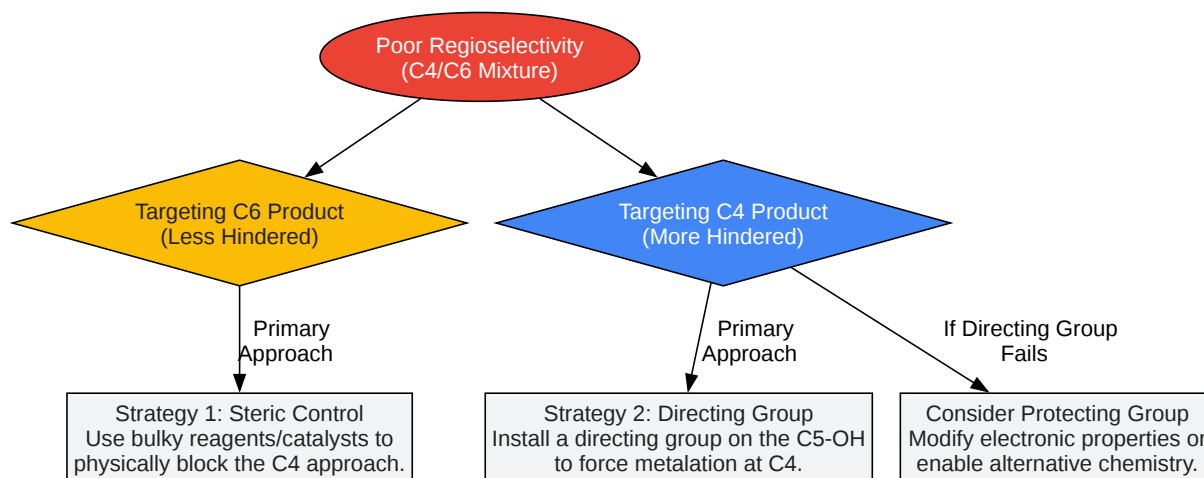 Poor Regioselectivity
(C4/C6 Mixture)
Targeting C6 Product
(Less Hindered)
Targeting C4 Product
(More Hindered)
Primary
Approach
Primary
Approach
If Directing Group
Fails
Strategy 1: Steric Control
Use bulky reagents/catalysts to
physically block the C4 approach.
Strategy 2: Directing Group
Install a directing group on the C5-OH
to force metalation at C4.
Consider Protecting Group
Modify electronic properties or
enable alternative chemistry.